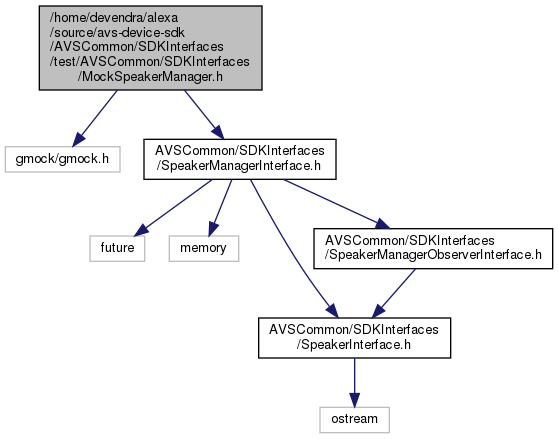 /home/devendra/alexa
/source/avs-device-sdk
/AVSCommon/SDKInterfaces
/test/AVSCommon/SDKInterfaces
/MockSpeakerManager.h
gmock/gmock.h
AVSCommon/SDKInterfaces
/SpeakerManagerInterface.h
future
memory
AVSCommon/SDKInterfaces
/SpeakerManagerObserverInterface.h
AVSCommon/SDKInterfaces
/SpeakerInterface.h
ostream